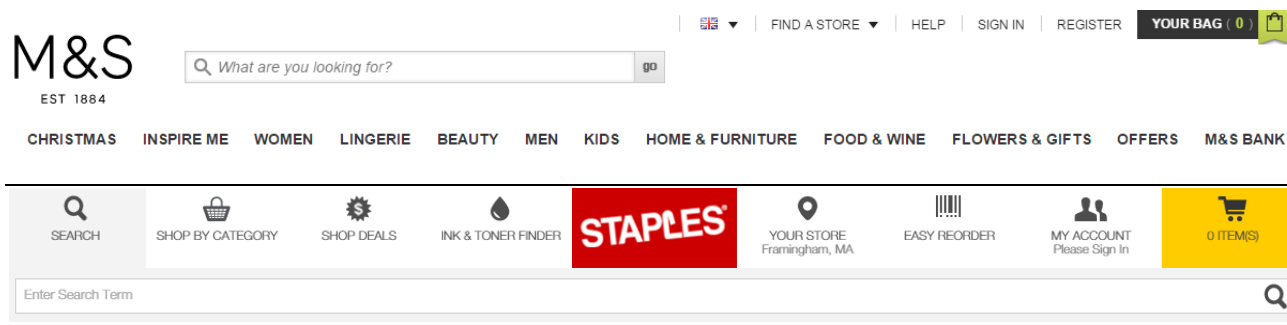 FIND A STORE HELP SIGN IN REGISTER YOUR BAG ( 0 )
M&S
EST 1884
What are you looking for? go
CHRISTMAS INSPIRE ME WOMEN LINGERIE BEAUTY MEN KIDS HOME & FURNITURE FOOD & WINE FLOWERS & GIFTS OFFERS M&S BANK
SEARCH SHOP BY CATEGORY SHOP DEALS INK & TONER FINDER STAPLES YOUR STORE EASY REORDER MY ACCOUNT 0 ITEM(S)
Framingham, MA Please Sign In
Enter Search Term